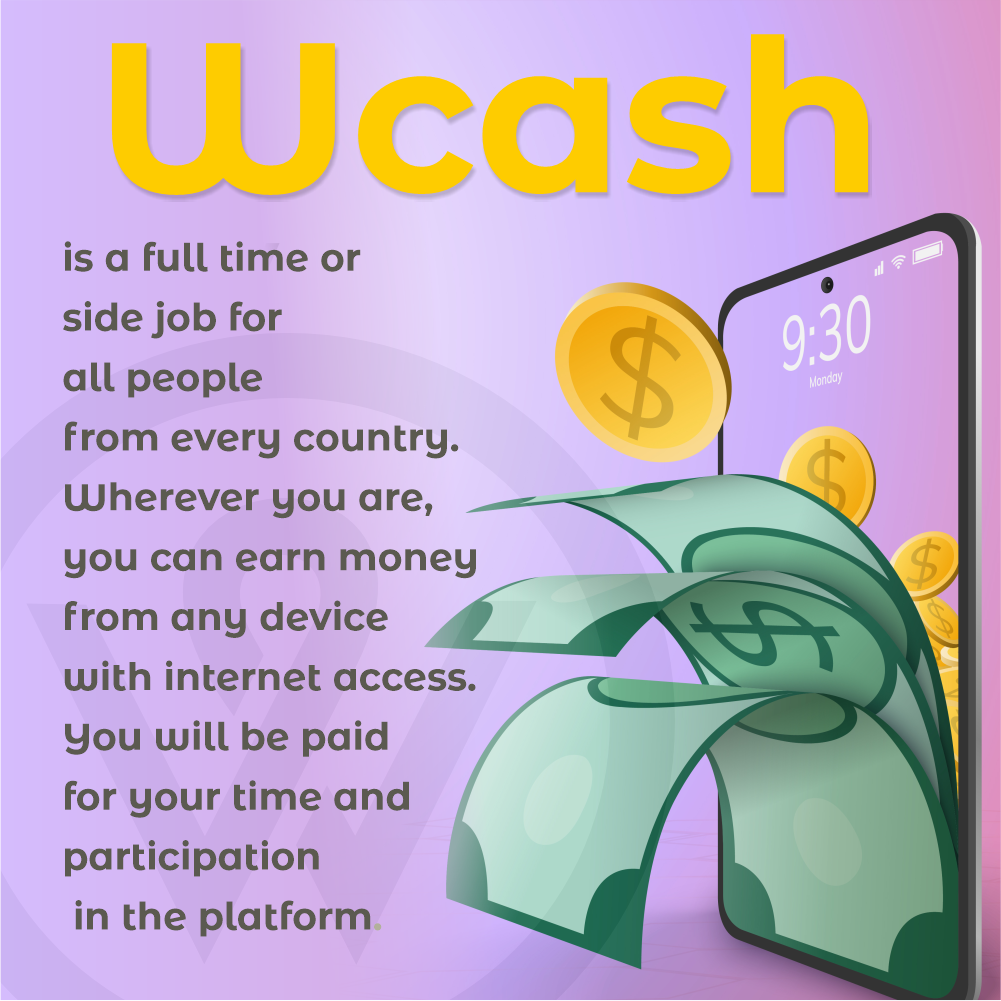 Wcash
is a full time or
side job for
all people
from every country.
Wherever you are,
you can earn money
from any device
with internet access.
You will be paid
for your time and
participation
in the platform.
9:30
Monday
$
$
$
$
$